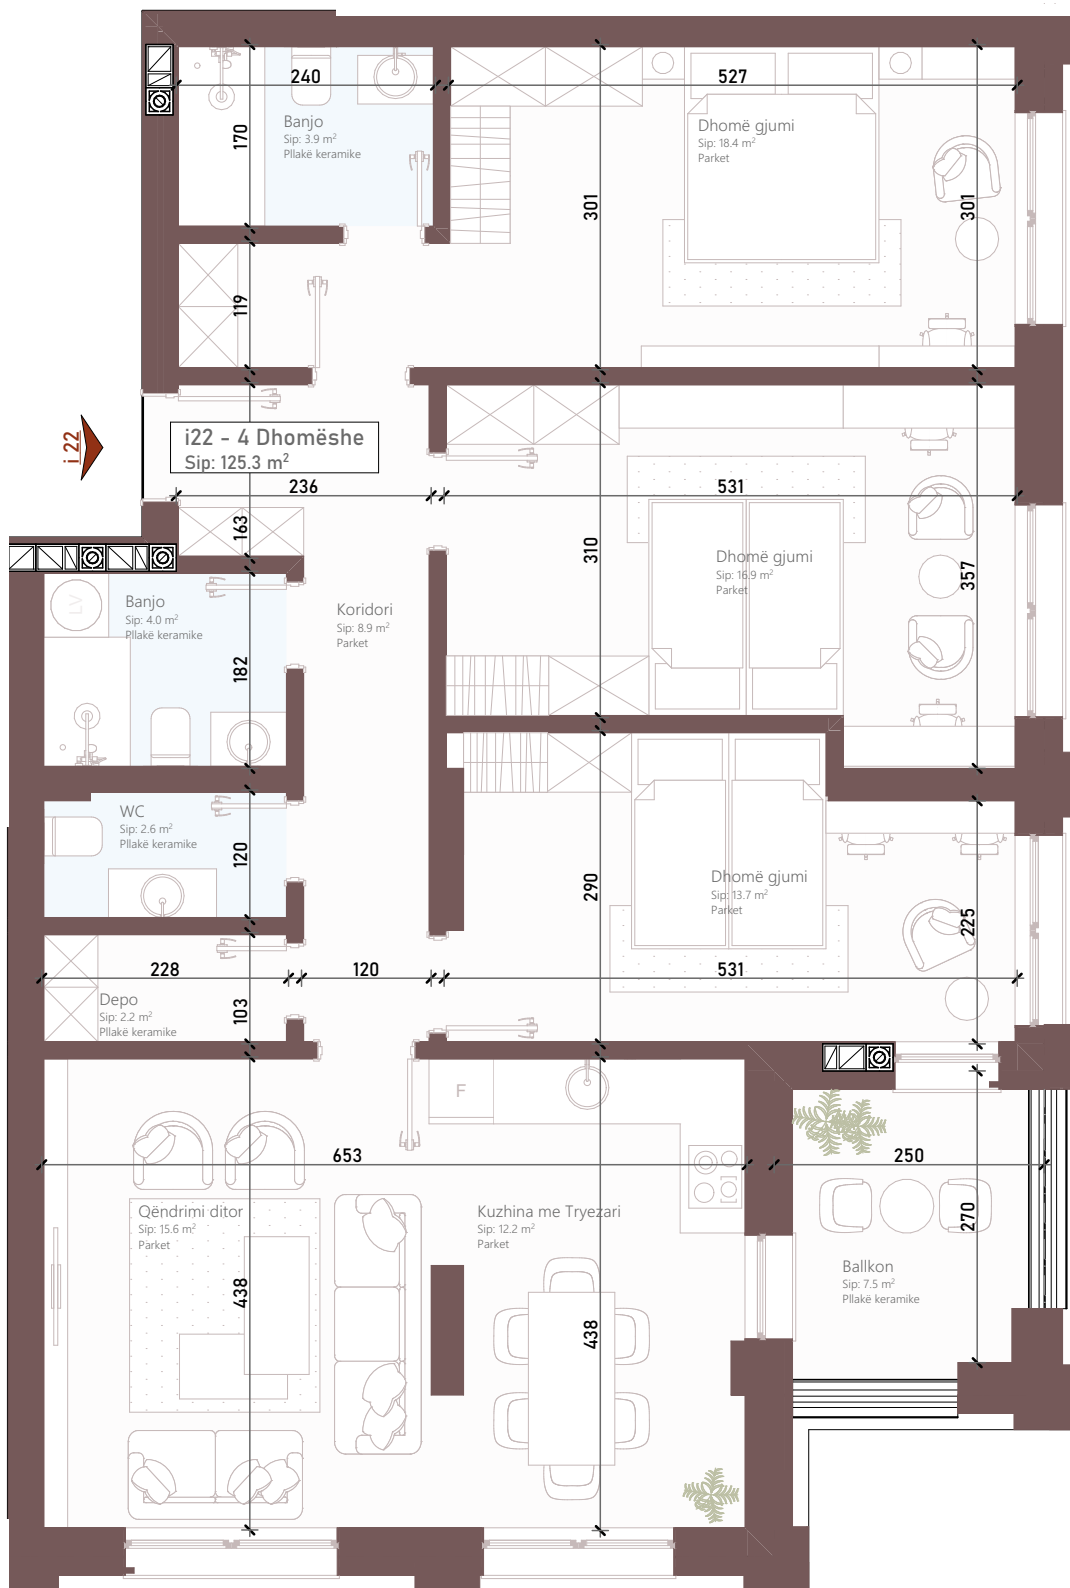 240
527
Banjo
Sip: 3.9 m²
Pllakë keramike
170
Dhomë gjumi
Sip: 18.4 m²
Parket
301
301
119
i 22
i22 - 4 Dhomëshe
Sip: 125.3 m²
236
531
163
310
357
Dhomë gjumi
Sip: 16.9 m²
Parket
LV
Banjo
Sip: 4.0 m²
Pllakë keramike
Koridori
Sip: 8.9 m²
Parket
182
WC
Sip: 2.6 m²
Pllakë keramike
120
290
Dhomë gjumi
Sip: 13.7 m²
Parket
225
228
120
531
Depo
Sip: 2.2 m²
Pllakë keramike
103
F
653
250
Qëndrimi ditor
Sip: 15.6 m²
Parket
Kuzhina me Tryezari
Sip: 12.2 m²
Parket
270
Ballkon
Sip: 7.5 m²
Pllakë keramike
438
438